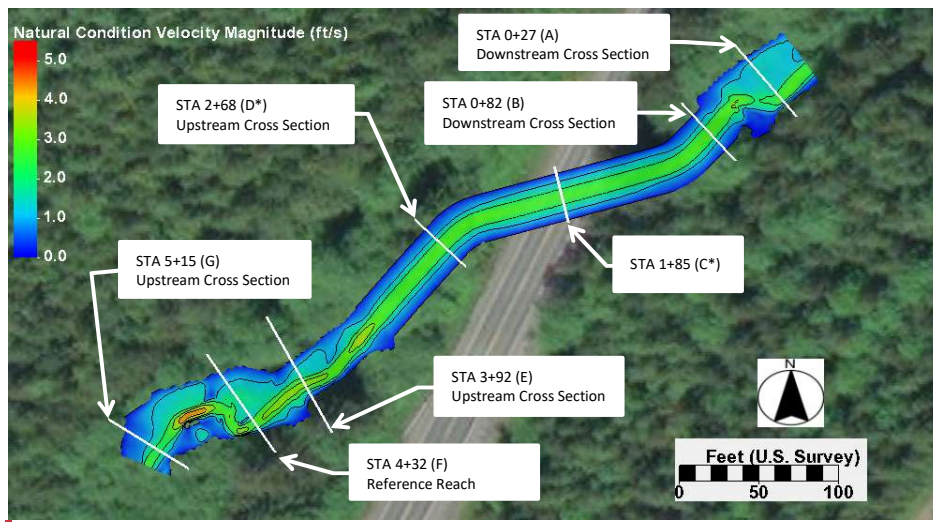 Natural Condition Velocity Magnitude (ft/s)
5.0
4.0
3.0
2.0
1.0
0.0
STA 0+27 (A)
Downstream Cross Section
STA 2+68 (D*)
Upstream Cross Section
STA 0+82 (B)
Downstream Cross Section
STA 5+15 (G)
Upstream Cross Section
STA 1+85 (C*)
STA 3+92 (E)
Upstream Cross Section
STA 4+32 (F)
Reference Reach
N
Feet (U.S. Survey)
0 50 100